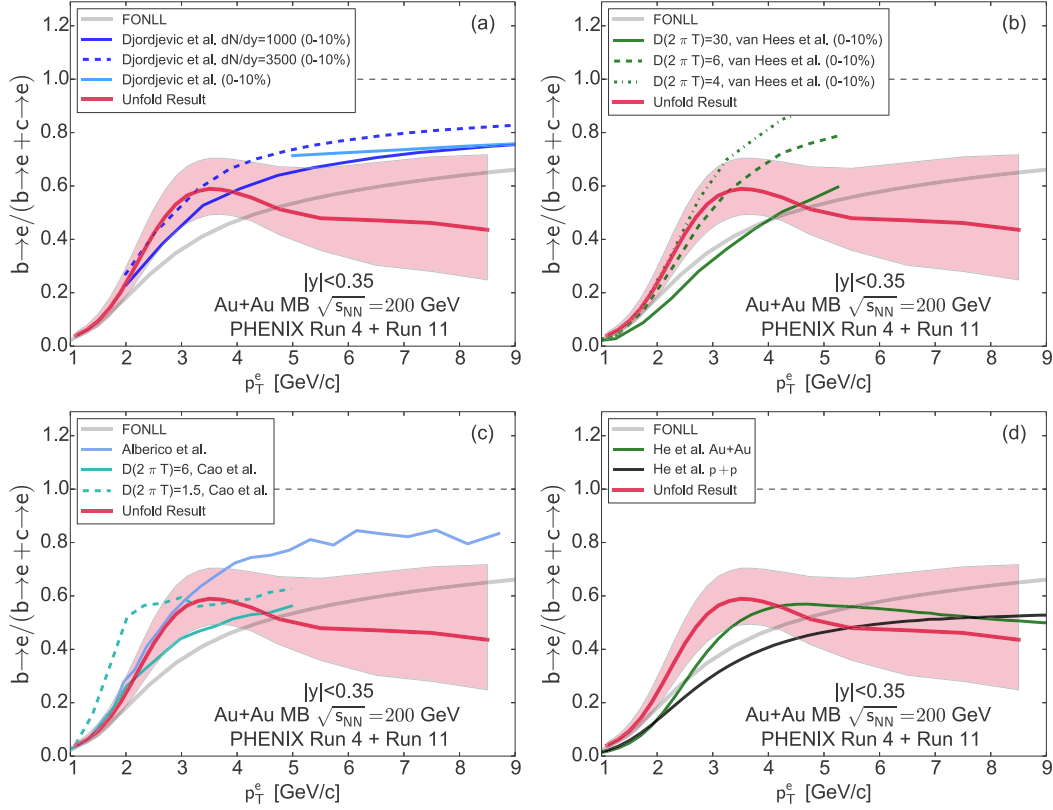 (a)
FONLL
Djordjevic et al. dN/dy=1000 (0-10%)
Djordjevic et al. dN/dy=3500 (0-10%)
Djordjevic et al. (0-10%)
Unfold Result
b→e/(b→e+c→e)
1.2
1.0
0.8
0.6
0.4
0.2
0.0
|y|<0.35
Au+Au MB √s_NN = 200 GeV
PHENIX Run 4 + Run 11
1 2 3 4 5 6 7 8 9
p_T^e [GeV/c]
(b)
FONLL
D(2 π T)=30, van Hees et al. (0-10%)
D(2 π T)=6, van Hees et al. (0-10%)
D(2 π T)=4, van Hees et al. (0-10%)
Unfold Result
b→e/(b→e+c→e)
1.2
1.0
0.8
0.6
0.4
0.2
0.0
|y|<0.35
Au+Au MB √s_NN = 200 GeV
PHENIX Run 4 + Run 11
1 2 3 4 5 6 7 8 9
p_T^e [GeV/c]
(c)
FONLL
Alberico et al.
D(2 π T)=6, Cao et al.
D(2 π T)=1.5, Cao et al.
Unfold Result
b→e/(b→e+c→e)
1.2
1.0
0.8
0.6
0.4
0.2
0.0
|y|<0.35
Au+Au MB √s_NN = 200 GeV
PHENIX Run 4 + Run 11
1 2 3 4 5 6 7 8 9
p_T^e [GeV/c]
(d)
FONLL
He et al. Au+Au
He et al. p+p
Unfold Result
b→e/(b→e+c→e)
1.2
1.0
0.8
0.6
0.4
0.2
0.0
|y|<0.35
Au+Au MB √s_NN = 200 GeV
PHENIX Run 4 + Run 11
1 2 3 4 5 6 7 8 9
p_T^e [GeV/c]